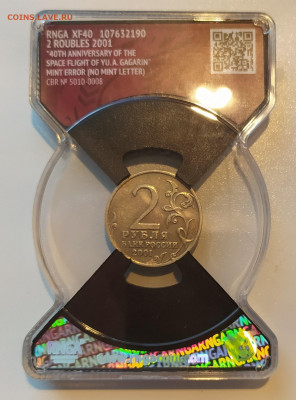 COINS.LAVE.RU
RNGA XF40 107632190
2 ROUBLES 2001
"40TH ANNIVERSARY OF THE
SPACE FLIGHT OF YU. A. GAGARIN"
MINT ERROR (NO MINT LETTER)
CBR № 5010-0008
2
РУБЛЯ
БАНК РОССИИ
2001